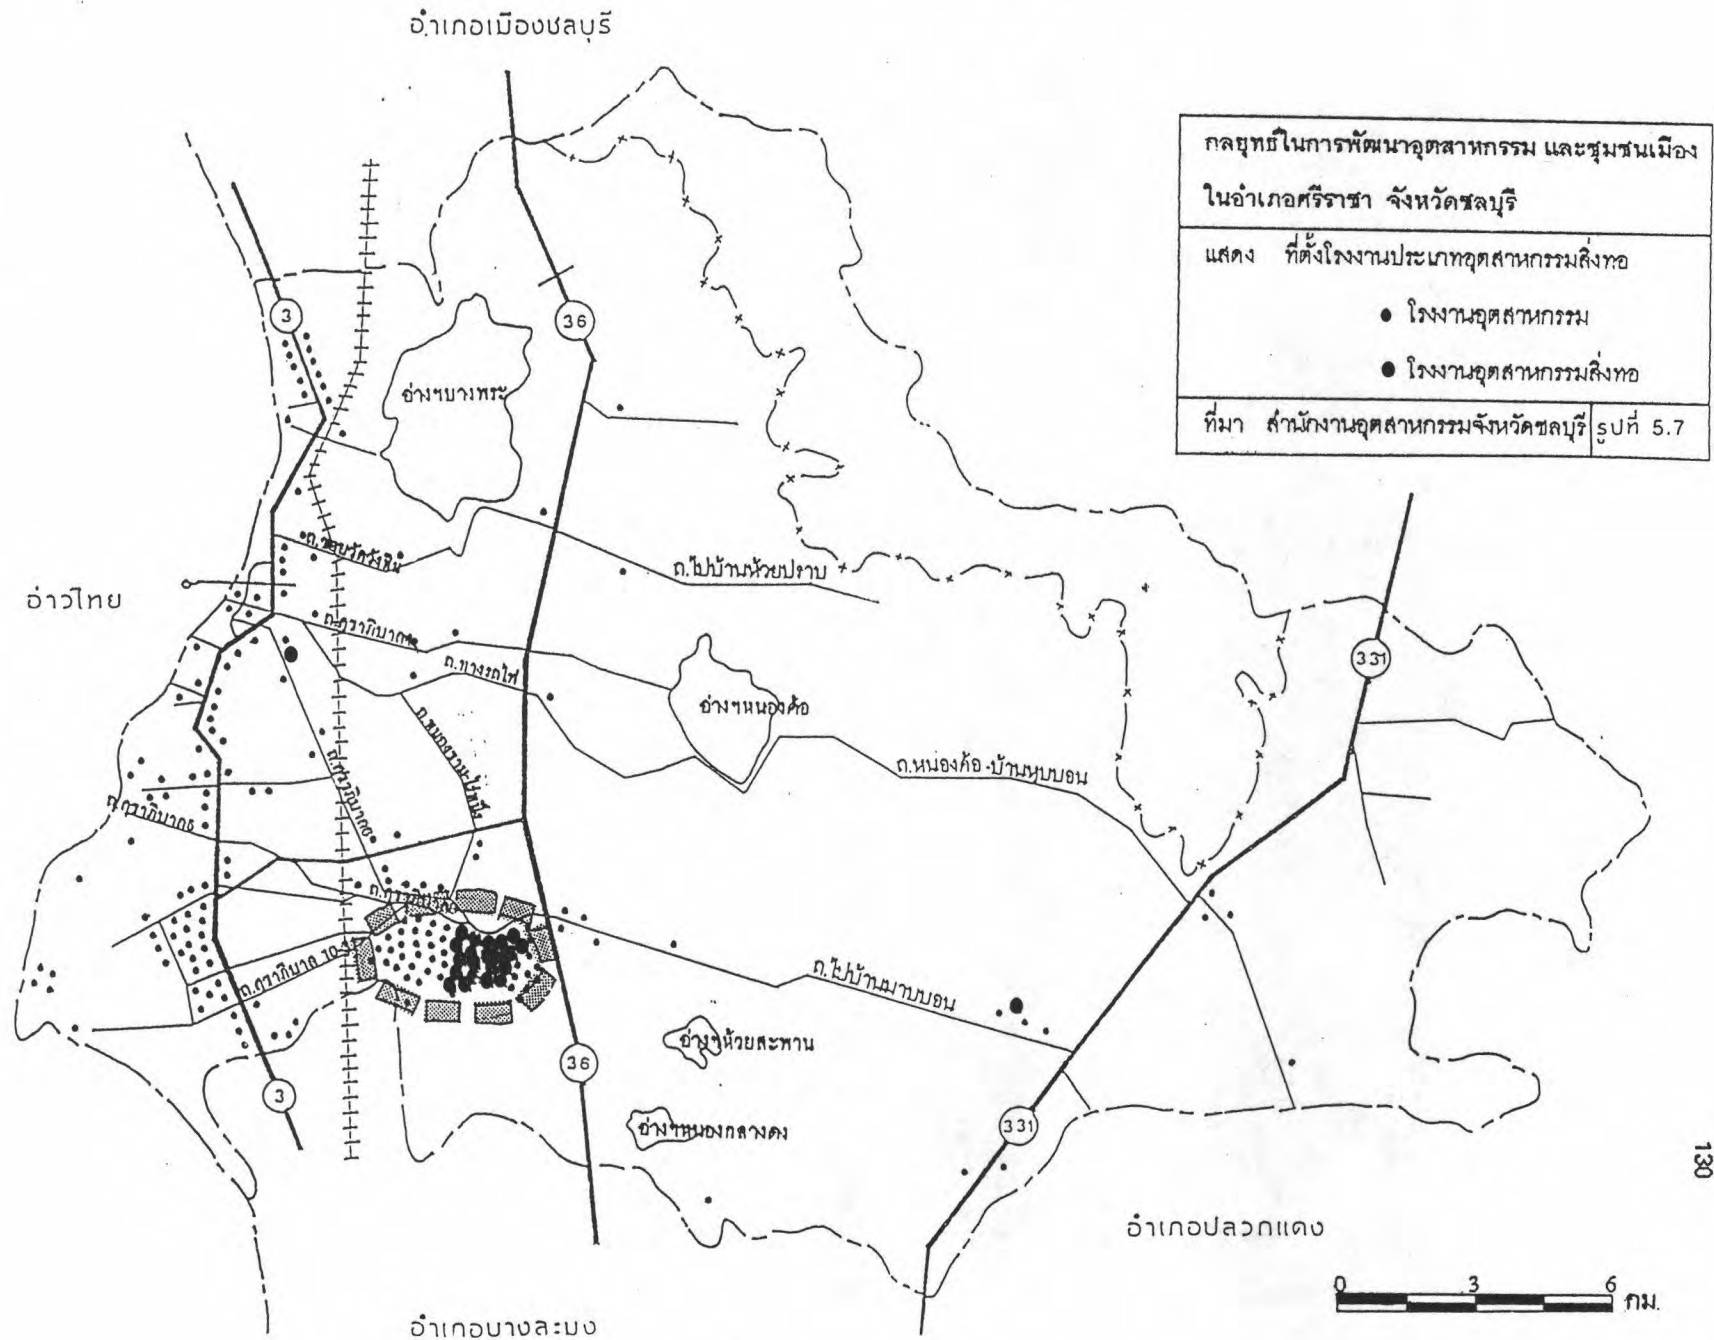 อำเภอเมืองชลบุรี
กลยุทธ์ในการพัฒนาอุตสาหกรรม และชุมชนเมือง
ในอำเภอศรีราชา จังหวัดชลบุรี
แสดง ที่ตั้งโรงงานประเภทอุตสาหกรรมสิ่งทอ
โรงงานอุตสาหกรรม
โรงงานอุตสาหกรรมสิ่งทอ
ที่มา สำนักงานอุตสาหกรรมจังหวัดชลบุรี
รูปที่ 5.7
3
36
อ่างฯบางพระ
ถ.ไปบ้านห้วยปราบ
อ่าวไทย
ถ.ทางรถไฟ
331
อ่างฯหนองค้อ
ถ.หนองค้อ-บ้านหุบบอน
ถ.สุราภิบาล 10
ถ.ไปบ้านมาบบอน
อ่างฯห้วยสะพาน
36
3
อ่างฯหนองกลางดง
331
130
อำเภอปลวกแดง
0 3 6 กม.
อำเภอบางละมุง